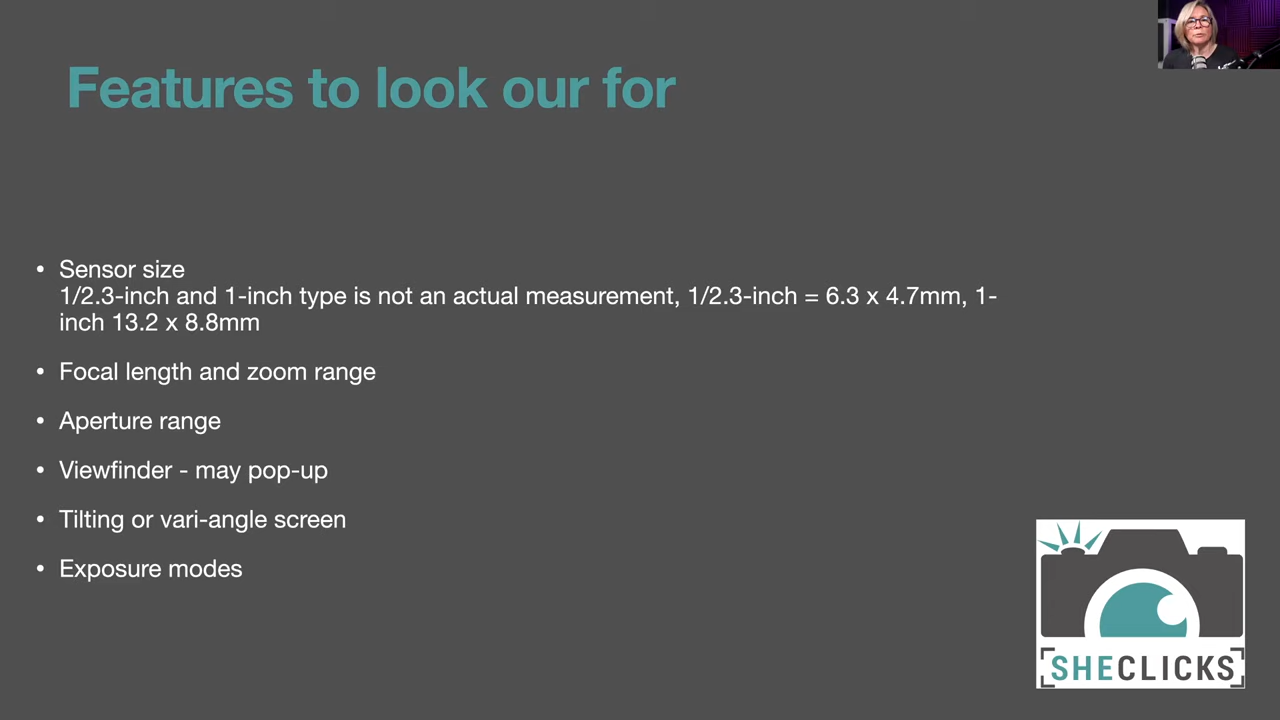 Features to look our for
• Sensor size
1/2.3-inch and 1-inch type is not an actual measurement, 1/2.3-inch = 6.3 x 4.7mm, 1-
inch 13.2 x 8.8mm
• Focal length and zoom range
• Aperture range
• Viewfinder - may pop-up
• Tilting or vari-angle screen
• Exposure modes
[SHECLICKS]